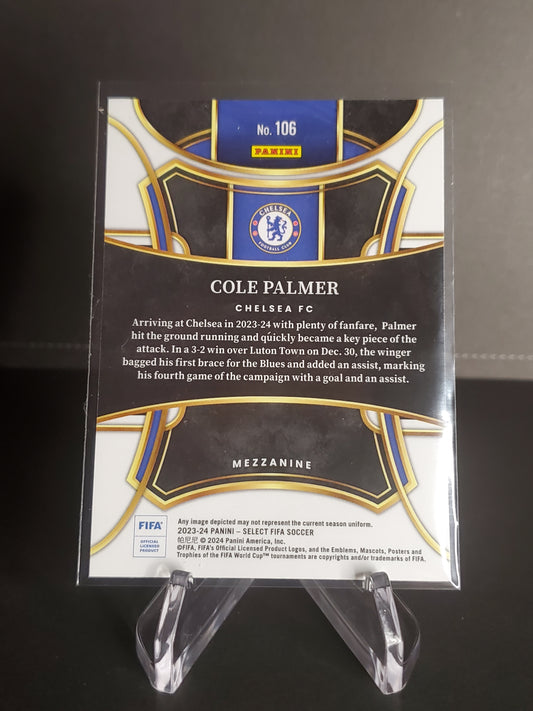 No. 106
PANINI
CHELSEA
FOOTBALL CLUB
COLE PALMER
CHELSEA FC
Arriving at Chelsea in 2023-24 with plenty of fanfare, Palmer
hit the ground running and quickly became a key piece of the
attack. In a 3-2 win over Luton Town on Dec. 30, the winger
bagged his first brace for the Blues and added an assist, marking
his fourth game of the campaign with a goal and an assist.
MEZZANINE
FIFA®
OFFICIAL
LICENSED
PRODUCT
Any image depicted may not represent the current season uniform.
2023-24 PANINI – SELECT FIFA SOCCER
帕尼尼 © 2024 Panini America, Inc.
©FIFA, FIFA's Official Licensed Product Logos, and the Emblems, Mascots, Posters and
Trophies of the FIFA World Cup™ tournaments are copyrights and/or trademarks of FIFA.